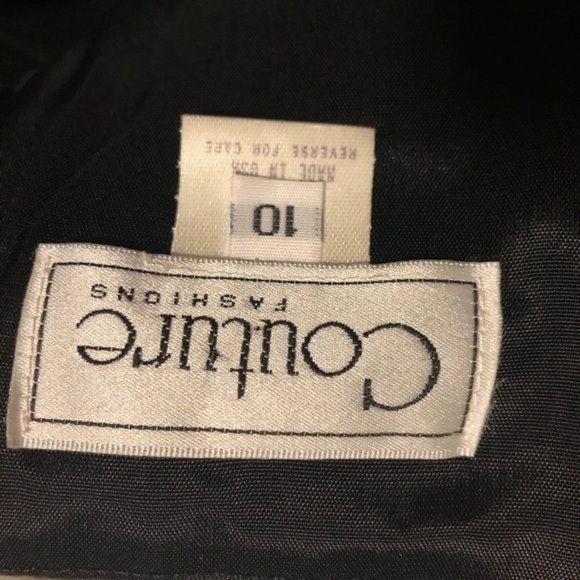 Couture
FASHIONS
10
MADE IN USA
REVERSE FOR CARE